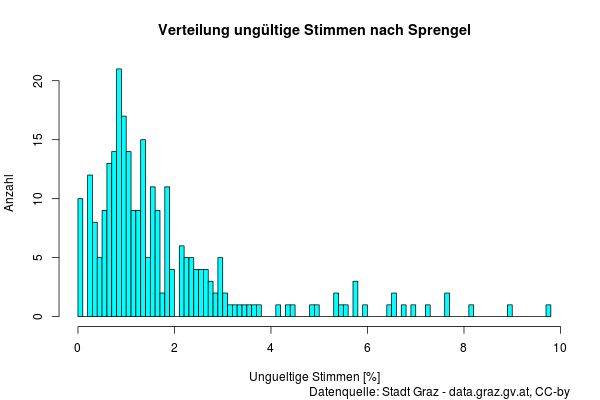 Verteilung ungültige Stimmen nach Sprengel
Anzahl
20
15
10
5
0
0 2 4 6 8 10
Ungueltige Stimmen [%]
Datenquelle: Stadt Graz - data.graz.gv.at, CC-by